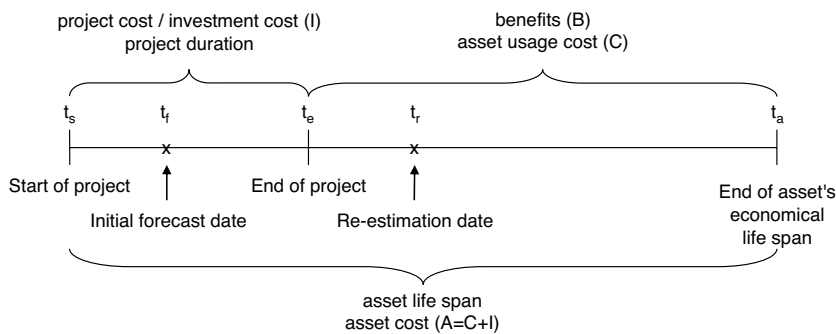 project cost / investment cost (I)
project duration
benefits (B)
asset usage cost (C)
t_s t_f t_e t_r t_a
x x
Start of project
End of project
End of asset's
economical
life span
Initial forecast date
Re-estimation date
asset life span
asset cost (A=C+I)